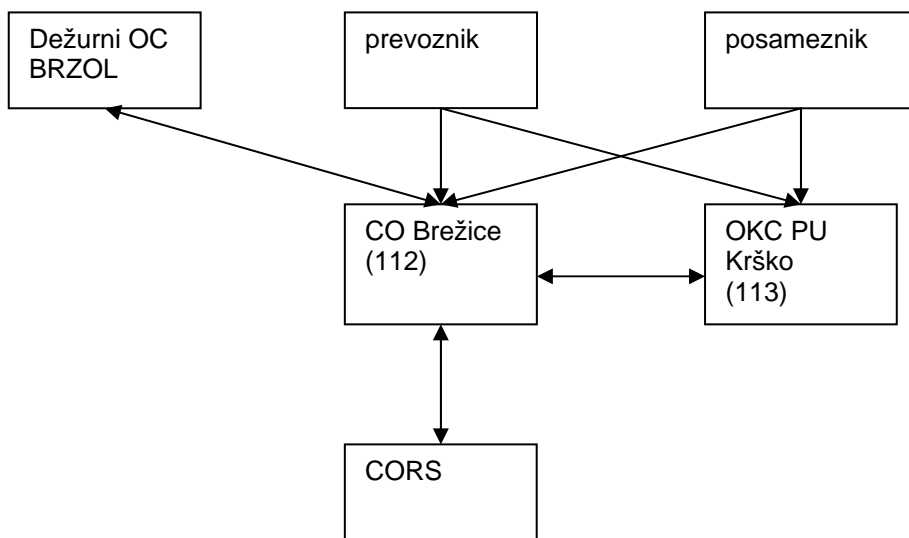 Dežurni OC
BRZOL
prevoznik
posameznik
CO Brežice
(112)
OKC PU
Krško
(113)
CORS